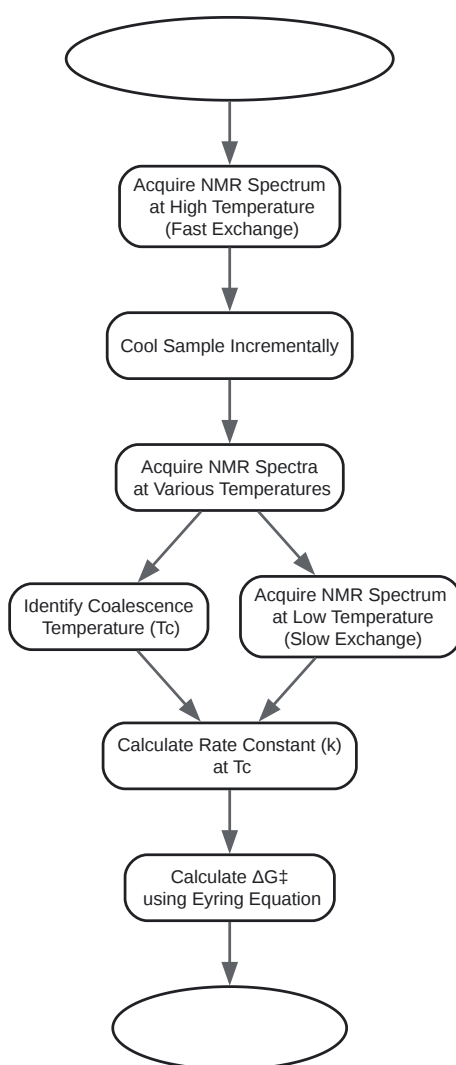 Acquire NMR Spectrum
at High Temperature
(Fast Exchange)
Cool Sample Incrementally
Acquire NMR Spectra
at Various Temperatures
Identify Coalescence
Temperature (Tc)
Acquire NMR Spectrum
at Low Temperature
(Slow Exchange)
Calculate Rate Constant (k)
at Tc
Calculate ΔG‡
using Eyring Equation